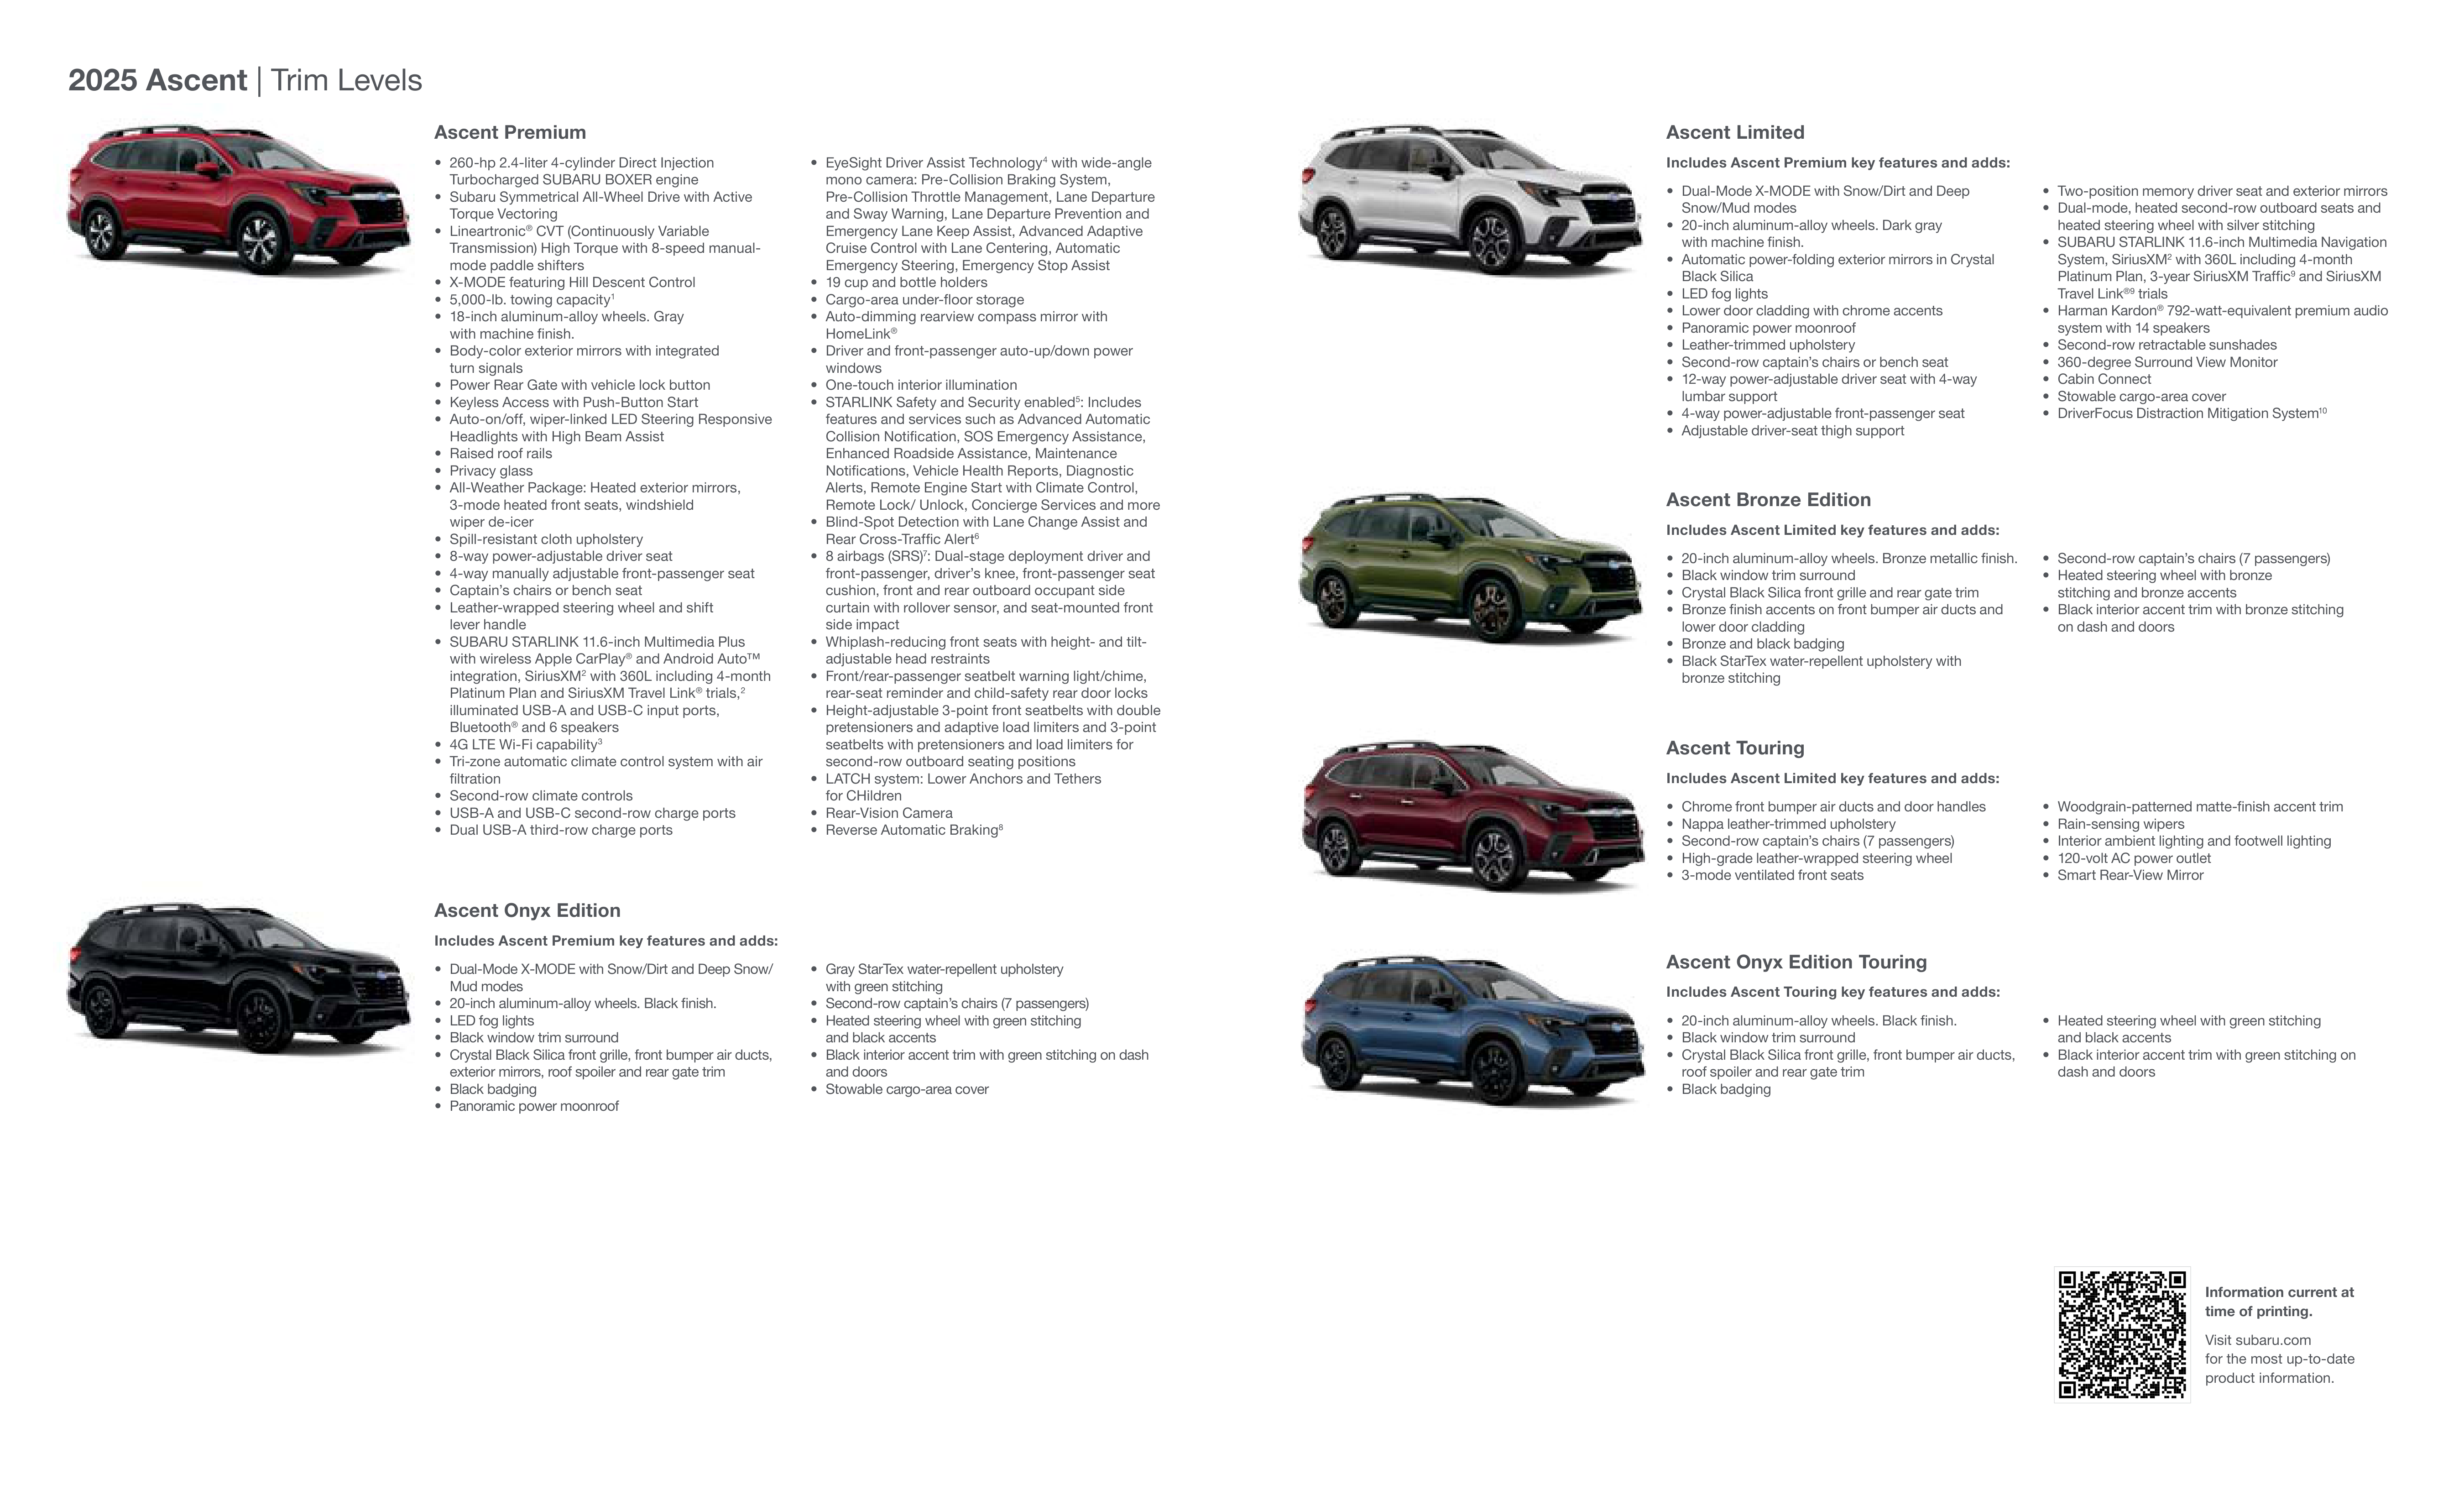 2025 Ascent | Trim Levels
Ascent Premium
• 260-hp 2.4-liter 4-cylinder Direct Injection
Turbocharged SUBARU BOXER engine
• Subaru Symmetrical All-Wheel Drive with Active
Torque Vectoring
• Lineartronic® CVT (Continuously Variable
Transmission) High Torque with 8-speed manual-
mode paddle shifters
• X-MODE featuring Hill Descent Control
• 5,000-lb. towing capacity¹
• 18-inch aluminum-alloy wheels. Gray
with machine finish.
• Body-color exterior mirrors with integrated
turn signals
• Power Rear Gate with vehicle lock button
• Keyless Access with Push-Button Start
• Auto-on/off, wiper-linked LED Steering Responsive
Headlights with High Beam Assist
• Raised roof rails
• Privacy glass
• All-Weather Package: Heated exterior mirrors,
3-mode heated front seats, windshield
wiper de-icer
• Spill-resistant cloth upholstery
• 8-way power-adjustable driver seat
• 4-way manually adjustable front-passenger seat
• Captain's chairs or bench seat
• Leather-wrapped steering wheel and shift
lever handle
• SUBARU STARLINK 11.6-inch Multimedia Plus
with wireless Apple CarPlay® and Android Auto™
integration, SiriusXM² with 360L including 4-month
Platinum Plan and SiriusXM Travel Link® trials,²
illuminated USB-A and USB-C input ports,
Bluetooth® and 6 speakers
• 4G LTE Wi-Fi capability³
• Tri-zone automatic climate control system with air
filtration
• Second-row climate controls
• USB-A and USB-C second-row charge ports
• Dual USB-A third-row charge ports
• EyeSight Driver Assist Technology⁴ with wide-angle
mono camera: Pre-Collision Braking System,
Pre-Collision Throttle Management, Lane Departure
and Sway Warning, Lane Departure Prevention and
Emergency Lane Keep Assist, Advanced Adaptive
Cruise Control with Lane Centering, Automatic
Emergency Steering, Emergency Stop Assist
• 19 cup and bottle holders
• Cargo-area under-floor storage
• Auto-dimming rearview compass mirror with
HomeLink®
• Driver and front-passenger auto-up/down power
windows
• One-touch interior illumination
• STARLINK Safety and Security enabled⁵: Includes
features and services such as Advanced Automatic
Collision Notification, SOS Emergency Assistance,
Enhanced Roadside Assistance, Maintenance
Notifications, Vehicle Health Reports, Diagnostic
Alerts, Remote Engine Start with Climate Control,
Remote Lock/ Unlock, Concierge Services and more
• Blind-Spot Detection with Lane Change Assist and
Rear Cross-Traffic Alert⁶
• 8 airbags (SRS)⁷: Dual-stage deployment driver and
front-passenger, driver's knee, front-passenger seat
cushion, front and rear outboard occupant side
curtain with rollover sensor, and seat-mounted front
side impact
• Whiplash-reducing front seats with height- and tilt-
adjustable head restraints
• Front/rear-passenger seatbelt warning light/chime,
rear-seat reminder and child-safety rear door locks
• Height-adjustable 3-point front seatbelts with double
pretensioners and adaptive load limiters and 3-point
seatbelts with pretensioners and load limiters for
second-row outboard seating positions
• LATCH system: Lower Anchors and Tethers
for CHildren
• Rear-Vision Camera
• Reverse Automatic Braking⁸
Ascent Onyx Edition
Includes Ascent Premium key features and adds:
• Dual-Mode X-MODE with Snow/Dirt and Deep Snow/
Mud modes
• 20-inch aluminum-alloy wheels. Black finish.
• LED fog lights
• Black window trim surround
• Crystal Black Silica front grille, front bumper air ducts,
exterior mirrors, roof spoiler and rear gate trim
• Black badging
• Panoramic power moonroof
• Gray StarTex water-repellent upholstery
with green stitching
• Second-row captain's chairs (7 passengers)
• Heated steering wheel with green stitching
and black accents
• Black interior accent trim with green stitching on dash
and doors
• Stowable cargo-area cover
Ascent Limited
Includes Ascent Premium key features and adds:
• Dual-Mode X-MODE with Snow/Dirt and Deep
Snow/Mud modes
• 20-inch aluminum-alloy wheels. Dark gray
with machine finish.
• Automatic power-folding exterior mirrors in Crystal
Black Silica
• LED fog lights
• Lower door cladding with chrome accents
• Panoramic power moonroof
• Leather-trimmed upholstery
• Second-row captain's chairs or bench seat
• 12-way power-adjustable driver seat with 4-way
lumbar support
• 4-way power-adjustable front-passenger seat
• Adjustable driver-seat thigh support
• Two-position memory driver seat and exterior mirrors
• Dual-mode, heated second-row outboard seats and
heated steering wheel with silver stitching
• SUBARU STARLINK 11.6-inch Multimedia Navigation
System, SiriusXM² with 360L including 4-month
Platinum Plan, 3-year SiriusXM Traffic⁹ and SiriusXM
Travel Link®⁹ trials
• Harman Kardon® 792-watt-equivalent premium audio
system with 14 speakers
• Second-row retractable sunshades
• 360-degree Surround View Monitor
• Cabin Connect
• Stowable cargo-area cover
• DriverFocus Distraction Mitigation System¹⁰
Ascent Bronze Edition
Includes Ascent Limited key features and adds:
• 20-inch aluminum-alloy wheels. Bronze metallic finish.
• Black window trim surround
• Crystal Black Silica front grille and rear gate trim
• Bronze finish accents on front bumper air ducts and
lower door cladding
• Bronze and black badging
• Black StarTex water-repellent upholstery with
bronze stitching
• Second-row captain's chairs (7 passengers)
• Heated steering wheel with bronze
stitching and bronze accents
• Black interior accent trim with bronze stitching
on dash and doors
Ascent Touring
Includes Ascent Limited key features and adds:
• Chrome front bumper air ducts and door handles
• Nappa leather-trimmed upholstery
• Second-row captain's chairs (7 passengers)
• High-grade leather-wrapped steering wheel
• 3-mode ventilated front seats
• Woodgrain-patterned matte-finish accent trim
• Rain-sensing wipers
• Interior ambient lighting and footwell lighting
• 120-volt AC power outlet
• Smart Rear-View Mirror
Ascent Onyx Edition Touring
Includes Ascent Touring key features and adds:
• 20-inch aluminum-alloy wheels. Black finish.
• Black window trim surround
• Crystal Black Silica front grille, front bumper air ducts,
roof spoiler and rear gate trim
• Black badging
• Heated steering wheel with green stitching
and black accents
• Black interior accent trim with green stitching on
dash and doors
Information current at
time of printing.
Visit subaru.com
for the most up-to-date
product information.